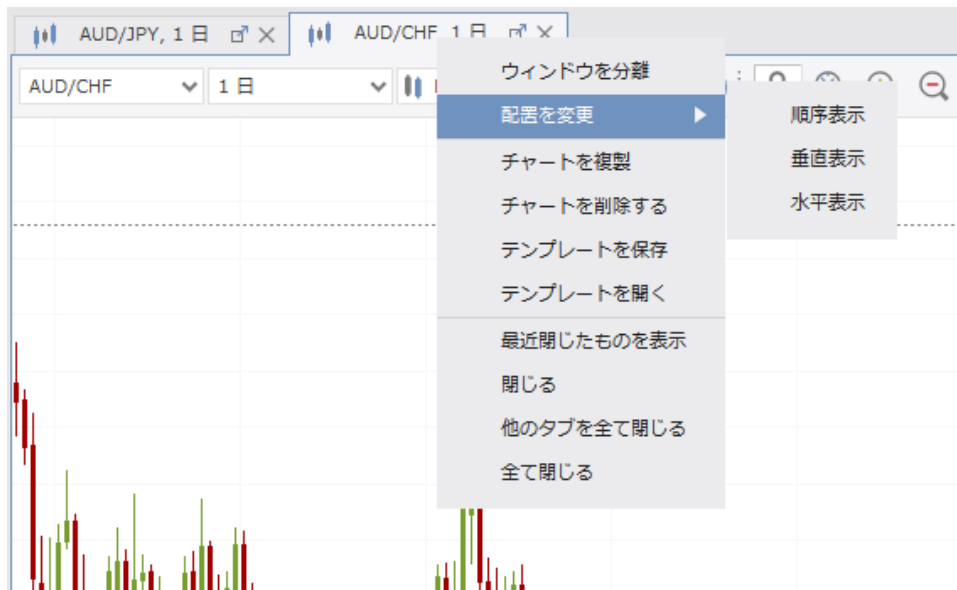 AUD/JPY, 1 日
AUD/CHF, 1 日
AUD/CHF
1 日
ウィンドウを分離
配置を変更
チャートを複製
チャートを削除する
テンプレートを保存
テンプレートを開く
最近閉じたものを表示
閉じる
他のタブを全て閉じる
全て閉じる
順序表示
垂直表示
水平表示